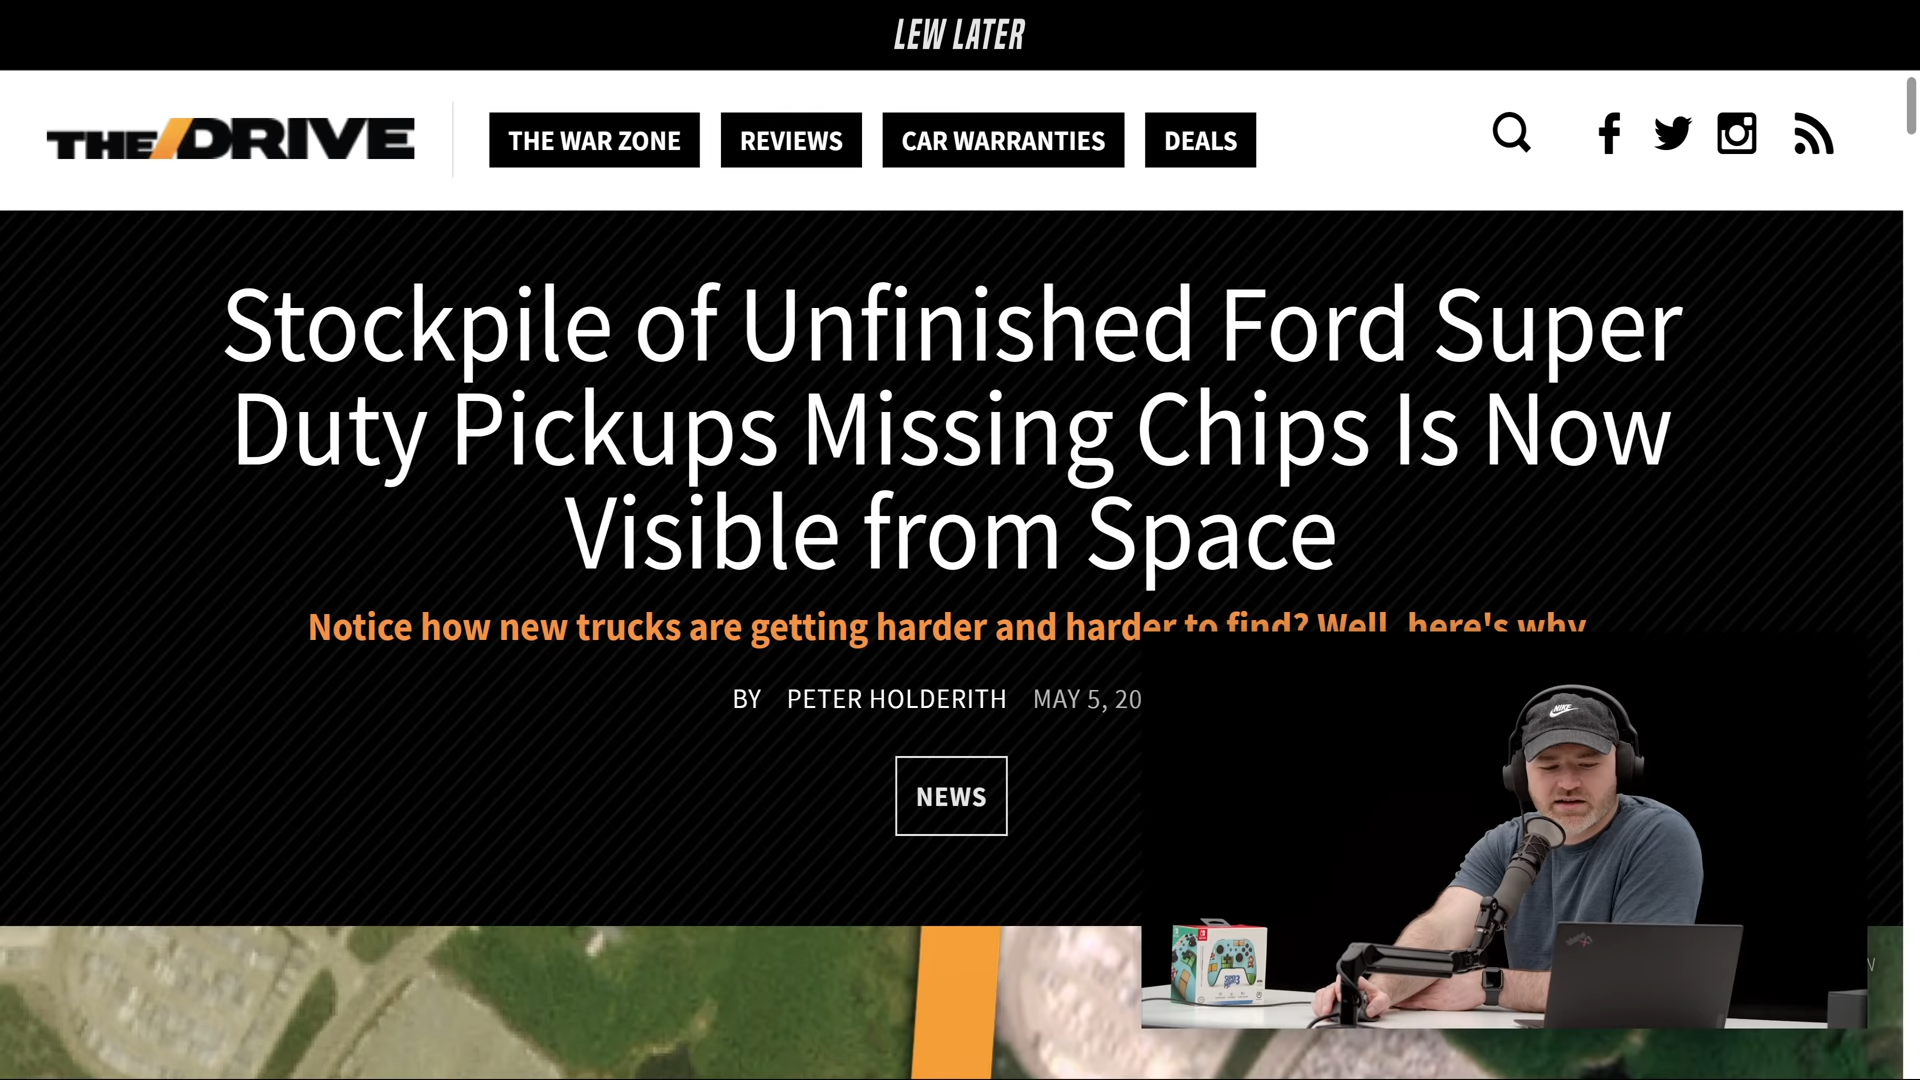 LEW LATER
THE DRIVE
THE WAR ZONE
REVIEWS
CAR WARRANTIES
DEALS
Stockpile of Unfinished Ford Super
Duty Pickups Missing Chips Is Now
Visible from Space
Notice how new trucks are getting harder and harder to find? Well, here's why
BY PETER HOLDERITH MAY 5, 20
NEWS
NIKE